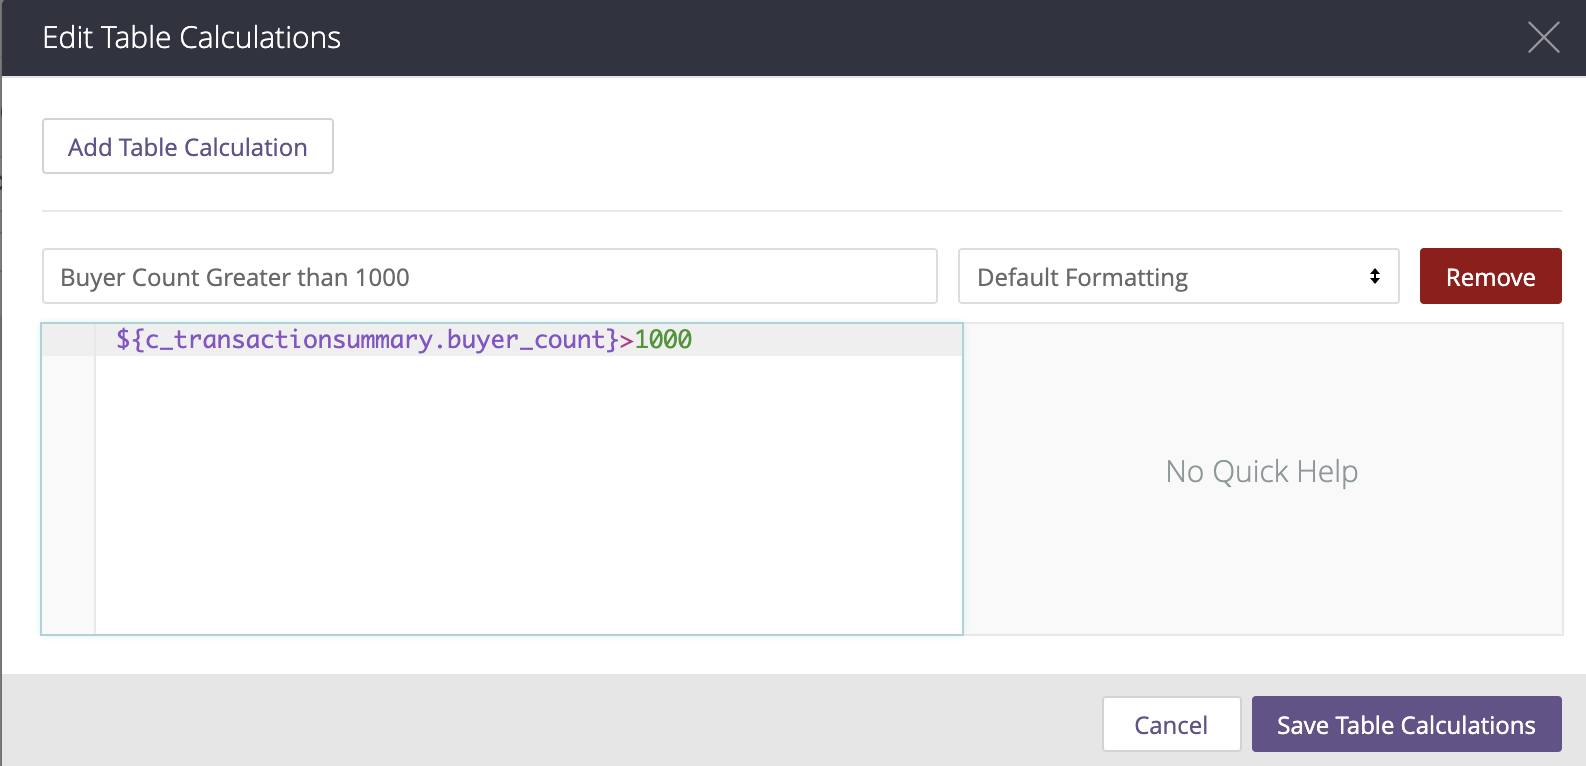 Edit Table Calculations
Add Table Calculation
Buyer Count Greater than 1000
Default Formatting
Remove
${c_transactionsummary.buyer_count}>1000
No Quick Help
Cancel
Save Table Calculations